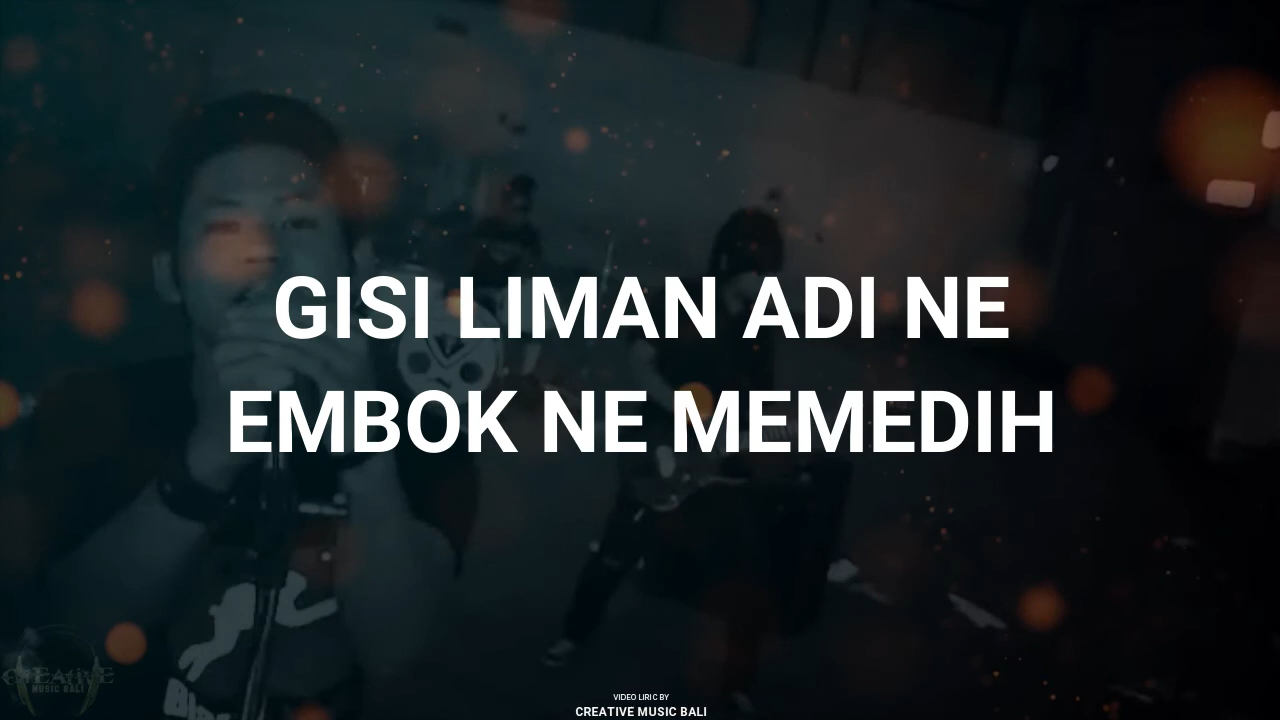 GISI LIMAN ADI NE
EMBOK NE MEMEDIH
CREATIVE
MUSIC BALI
VIDEO LIRIC BY
CREATIVE MUSIC BALI